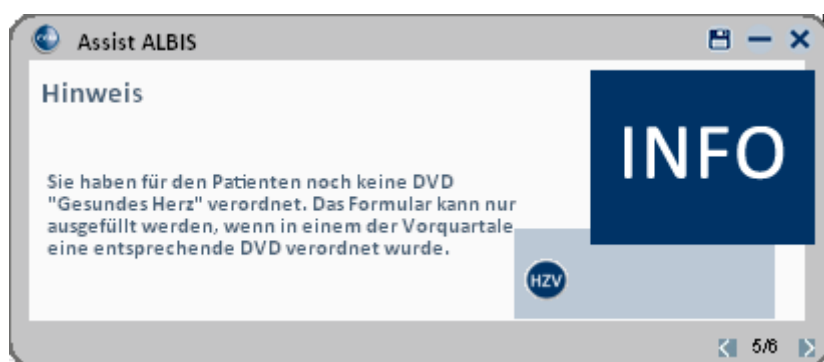 Assist ALBIS
Hinweis
INFO
Sie haben für den Patienten noch keine DVD
"Gesundes Herz" verordnet. Das Formular kann nur
ausgefüllt werden, wenn in einem der Vorquartale
eine entsprechende DVD verordnet wurde.
HZV
5/6